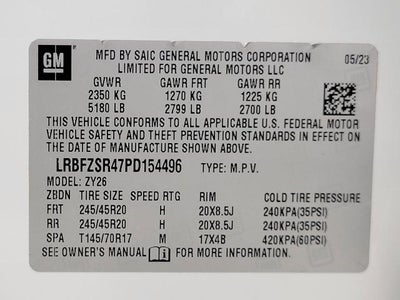 GM
MFD BY SAIC GENERAL MOTORS CORPORATION 05/23
LIMITED FOR GENERAL MOTORS LLC
GVWR GAWR FRT GAWR RR
2350 KG 1270 KG 1225 KG
5180 LB 2799 LB 2700 LB
THIS VEHICLE CONFORMS TO ALL APPLICABLE U.S. FEDERAL MOTOR
VEHICLE SAFETY AND THEFT PREVENTION STANDARDS IN EFFECT ON
THE DATE OF MANUFACTURE SHOWN ABOVE.
LRBFZSR47PD154496 TYPE: M.P.V.
MODEL: ZY26
ZBDN TIRE SIZE SPEED RTG RIM COLD TIRE PRESSURE
FRT 245/45R20 H 20X8.5J 240KPA(35PSI)
RR 245/45R20 H 20X8.5J 240KPA(35PSI)
SPA T145/70R17 M 17X4B 420KPA(60PSI)
SEE OWNER'S MANUAL FOR MORE INFORMATION.